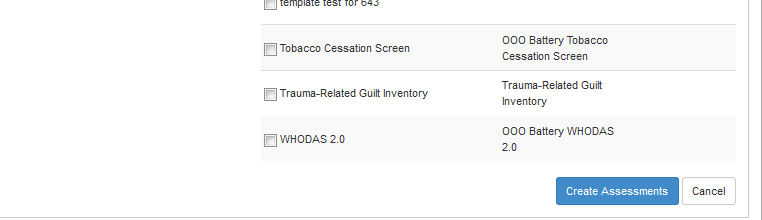 template test for 643
Tobacco Cessation Screen
OOO Battery Tobacco
Cessation Screen
Trauma-Related Guilt Inventory
Trauma-Related Guilt
Inventory
WHODAS 2.0
OOO Battery WHODAS
2.0
Create Assessments
Cancel